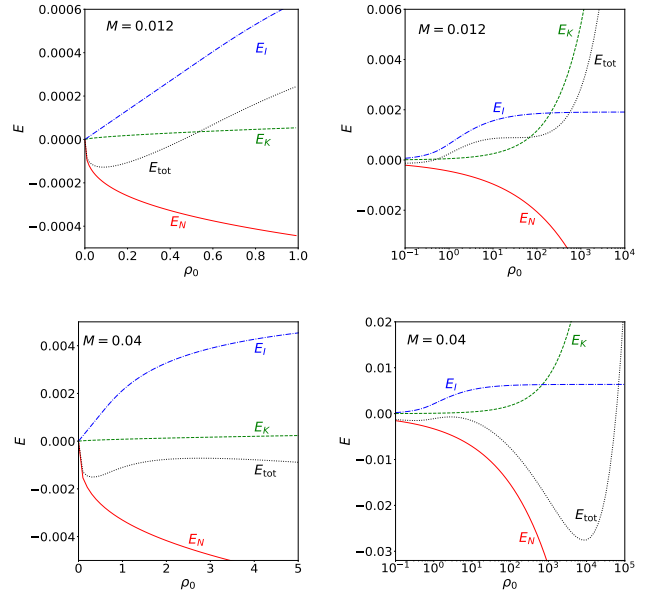 0.0006
0.0004
0.0002
0.0000
−0.0002
−0.0004
E
M = 0.012
E_I
E_K
E_tot
E_N
0.0 0.2 0.4 0.6 0.8 1.0
ρ_0
0.006
0.004
0.002
0.000
−0.002
E
M = 0.012
E_K
E_tot
E_I
E_N
10^−1 10^0 10^1 10^2 10^3 10^4
ρ_0
0.004
0.002
0.000
−0.002
−0.004
E
M = 0.04
E_I
E_K
E_tot
E_N
0 1 2 3 4 5
ρ_0
0.02
0.01
0.00
−0.01
−0.02
−0.03
E
M = 0.04
E_K
E_I
E_tot
E_N
10^−1 10^0 10^1 10^2 10^3 10^4 10^5
ρ_0